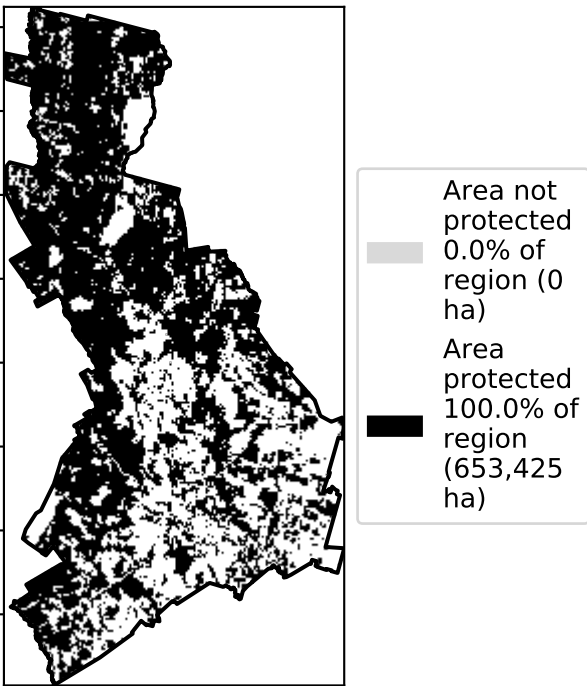 Area not
protected
0.0% of
region (0
ha)
Area
protected
100.0% of
region
(653,425
ha)